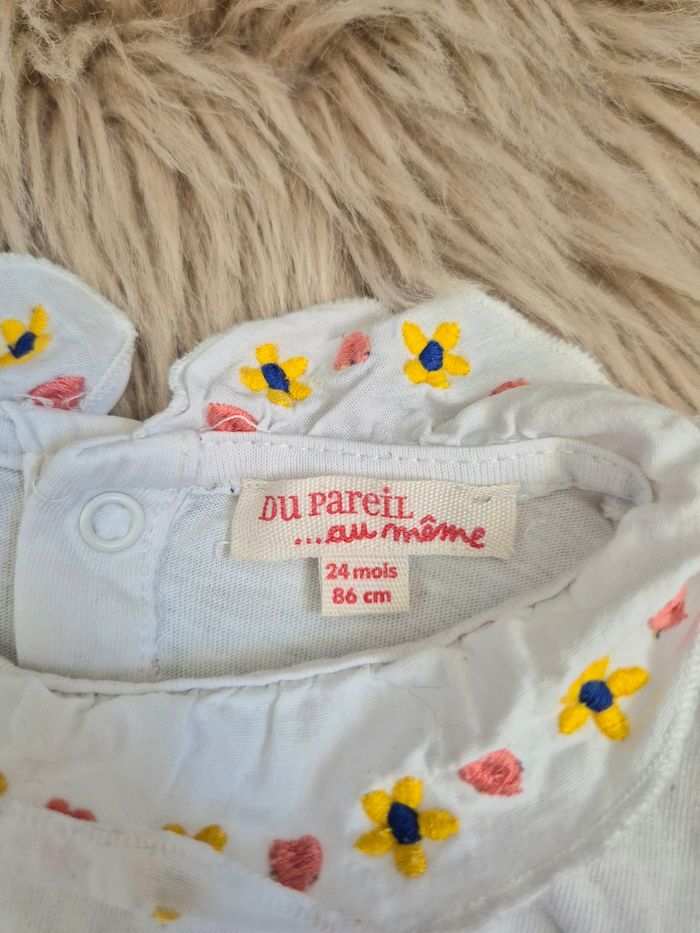 DU PAREIL
...au même
24 mois
86 cm